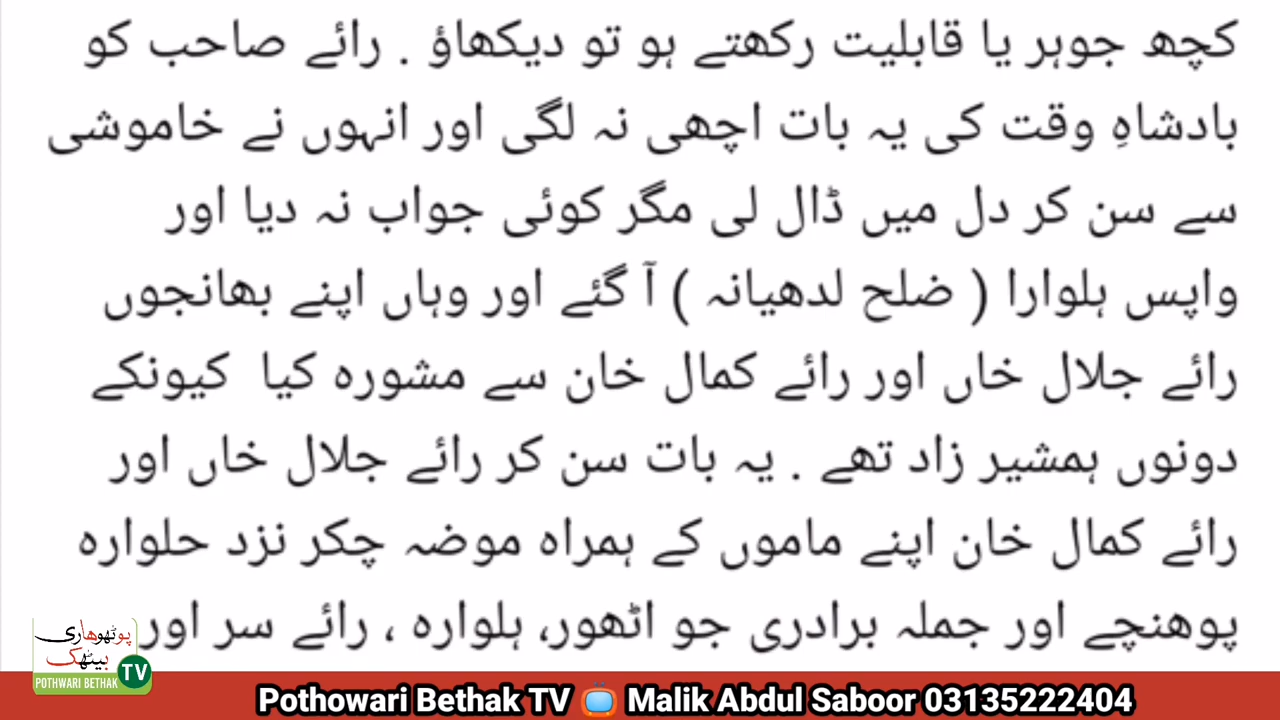 کچھ جوہر یا قابلیت رکھتے ہو تو دیکھاؤ . رائے صاحب کو
بادشاہِ وقت کی یہ بات اچھی نہ لگی اور انہوں نے خاموشی
سے سن کر دل میں ڈال لی مگر کوئی جواب نہ دیا اور
واپس ہلوارا ( ضلح لدھیانہ ) آ گئے اور وہاں اپنے بھانجوں
رائے جلال خاں اور رائے کمال خان سے مشورہ کیا کیونکے
دونوں ہمشیر زاد تھے . یہ بات سن کر رائے جلال خاں اور
رائے کمال خان اپنے ماموں کے ہمراہ موضہ چکر نزد حلوارہ
پوھنچے اور جملہ برادری جو اٹھور، ہلوارہ ، رائے سر اور
پوٹھوھاری
بیٹھک TV
POTHWARI BETHAK
Pothowari Bethak TV 📺 Malik Abdul Saboor 03135222404